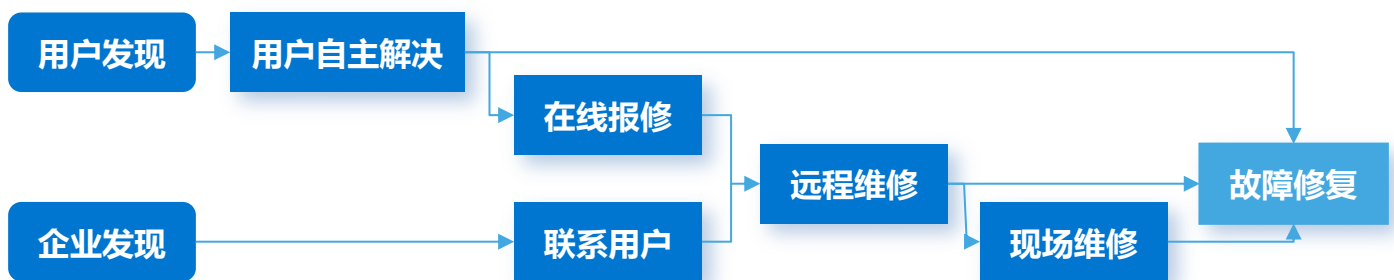 用户发现
用户自主解决
在线报修
远程维修
故障修复
企业发现
联系用户
现场维修